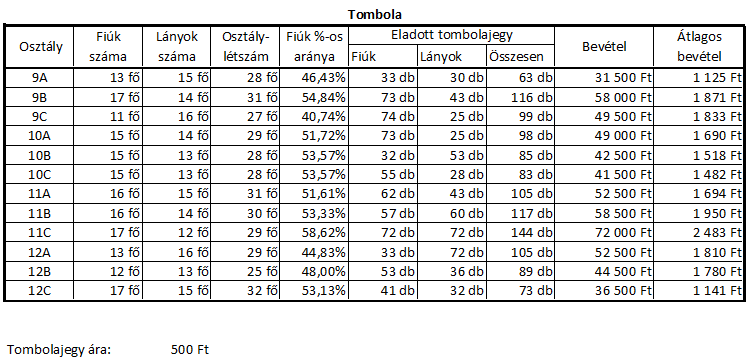 Tombola
Osztály Fiúk száma Lányok száma Osztály-létszám Fiúk %-os aránya Eladott tombolajegy Bevétel Átlagos bevétel
Fiúk Lányok Összesen
9A 13 fő 15 fő 28 fő 46,43% 33 db 30 db 63 db 31 500 Ft 1 125 Ft
9B 17 fő 14 fő 31 fő 54,84% 73 db 43 db 116 db 58 000 Ft 1 871 Ft
9C 11 fő 16 fő 27 fő 40,74% 74 db 25 db 99 db 49 500 Ft 1 833 Ft
10A 15 fő 14 fő 29 fő 51,72% 73 db 25 db 98 db 49 000 Ft 1 690 Ft
10B 15 fő 13 fő 28 fő 53,57% 32 db 53 db 85 db 42 500 Ft 1 518 Ft
10C 15 fő 13 fő 28 fő 53,57% 55 db 28 db 83 db 41 500 Ft 1 482 Ft
11A 16 fő 15 fő 31 fő 51,61% 62 db 43 db 105 db 52 500 Ft 1 694 Ft
11B 16 fő 14 fő 30 fő 53,33% 57 db 60 db 117 db 58 500 Ft 1 950 Ft
11C 17 fő 12 fő 29 fő 58,62% 72 db 72 db 144 db 72 000 Ft 2 483 Ft
12A 13 fő 16 fő 29 fő 44,83% 33 db 72 db 105 db 52 500 Ft 1 810 Ft
12B 12 fő 13 fő 25 fő 48,00% 53 db 36 db 89 db 44 500 Ft 1 780 Ft
12C 17 fő 15 fő 32 fő 53,13% 41 db 32 db 73 db 36 500 Ft 1 141 Ft
Tombolajegy ára: 500 Ft